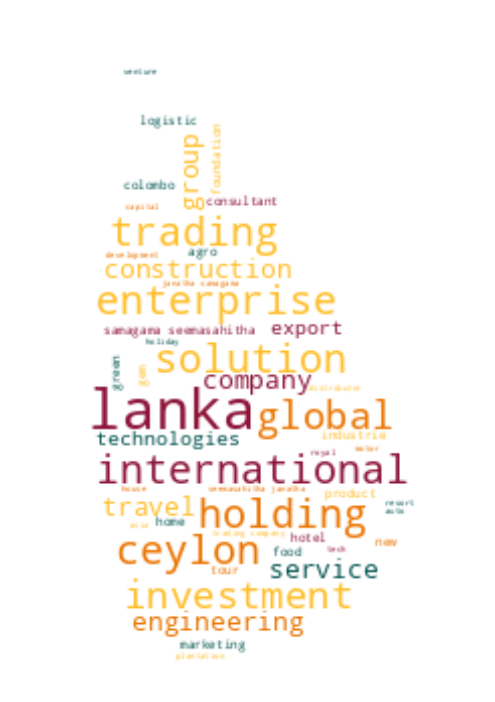 venture
logistic
group
foundation
colombo
consultant
capital
trading
development
agro
construction
janatha samagama
enterprise
samagama seemasahitha
export
holiday
solution
green
gem
company
distributor
lanka
global
technologies
industrie
motor
royal
international
house
seemasahitha janatha
product
travel
holding
resort
auto
asia
home
trading company
hotel
new
ceylon
food
tech
tour
service
investment
engineering
marketing
plantation